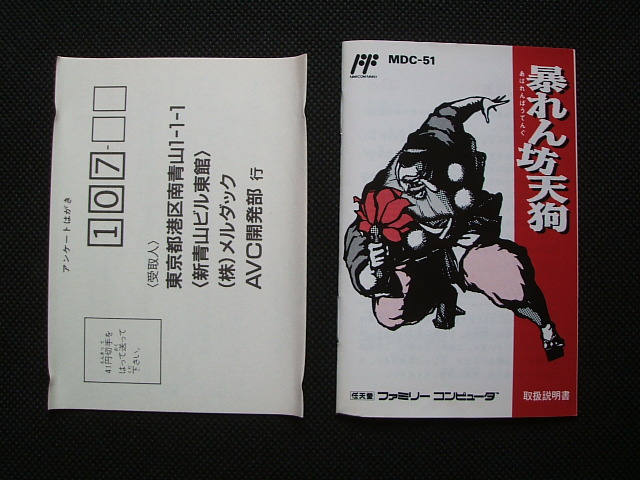 アンケートはがき
107-
〈受取人〉
東京都港区南青山1-1-1
〈新青山ビル東館〉
(株)メルダック
AVC開発部 行
41円切手を
はって送って
下さい。
MDC-51
暴れん坊天狗
あばれんぼうてんぐ
任天堂 ファミリー コンピュータ
取扱説明書